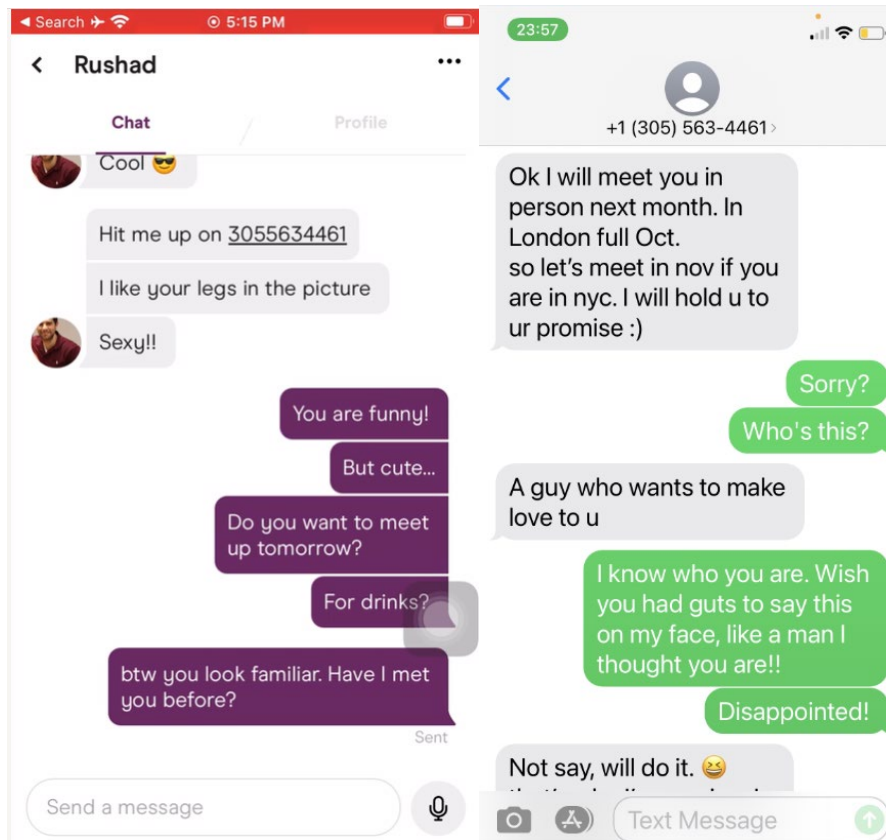 Search
5:15 PM
Rushad
Chat
Profile
Cool 😎
Hit me up on 3055634461
I like your legs in the picture
Sexy!!
You are funny!
But cute...
Do you want to meet
up tomorrow?
For drinks?
btw you look familiar. Have I met
you before?
Sent
Send a message
23:57
+1 (305) 563-4461
Ok I will meet you in
person next month. In
London full Oct.
so let's meet in nov if you
are in nyc. I will hold u to
ur promise :)
Sorry?
Who's this?
A guy who wants to make
love to u
I know who you are. Wish
you had guts to say this
on my face, like a man I
thought you are!!
Disappointed!
Not say, will do it. 😆
Text Message